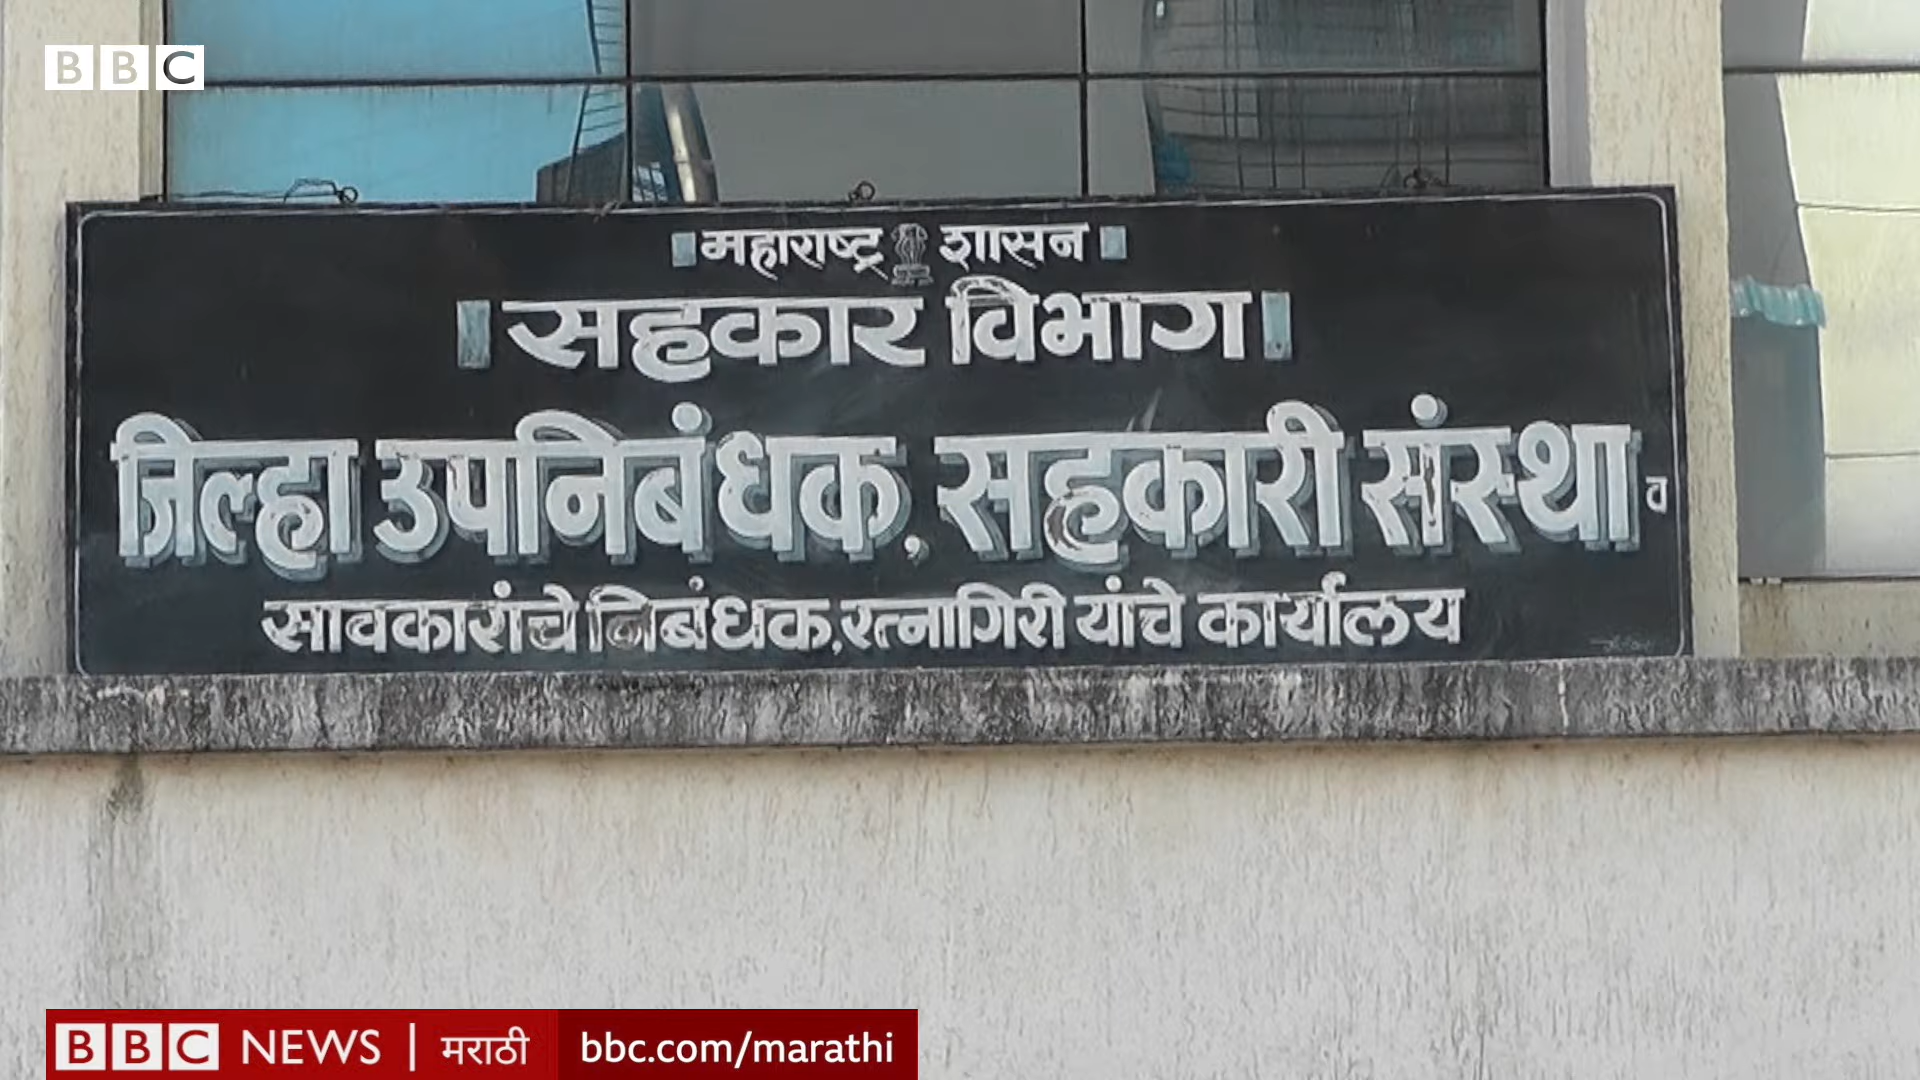 BBC
महाराष्ट्र शासन
सहकार विभाग
जिल्हा उपनिबंधक, सहकारी संस्था व
सावकारांचे निबंधक, रत्नागिरी यांचे कार्यालय
BBC NEWS | मराठी bbc.com/marathi